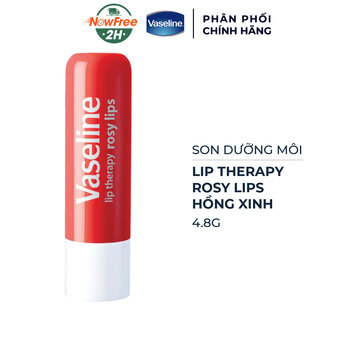 NowFree
2H
Vaseline
PHÂN PHỐI
CHÍNH HÃNG
Vaseline
lip therapy rosy lips
SON DƯỠNG MÔI
LIP THERAPY
ROSY LIPS
HỒNG XINH
4.8G